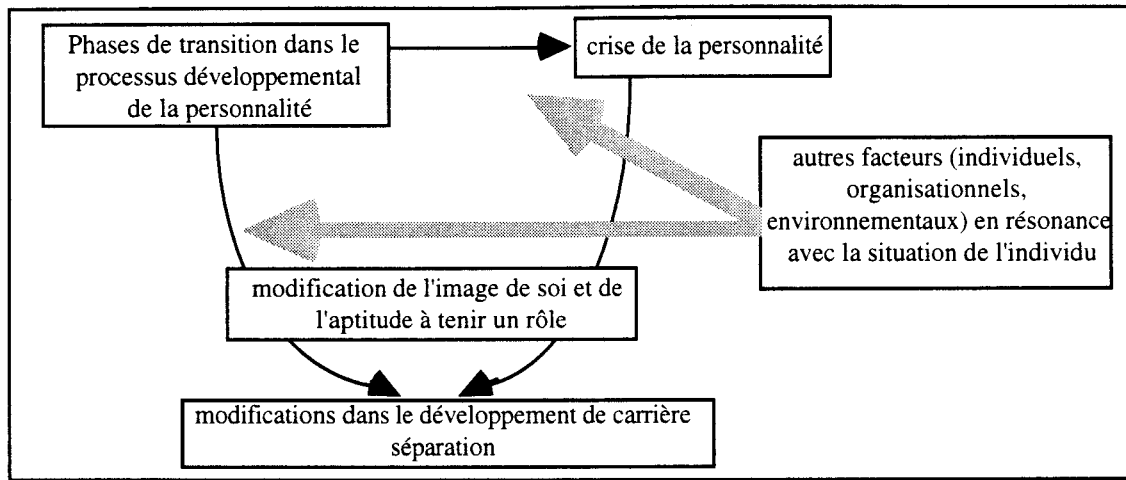 Phases de transition dans le
processus développemental
de la personnalité
crise de la personnalité
autres facteurs (individuels,
organisationnels,
environnementaux) en résonance
avec la situation de l'individu
modification de l'image de soi et de
l'aptitude à tenir un rôle
modifications dans le développement de carrière
séparation